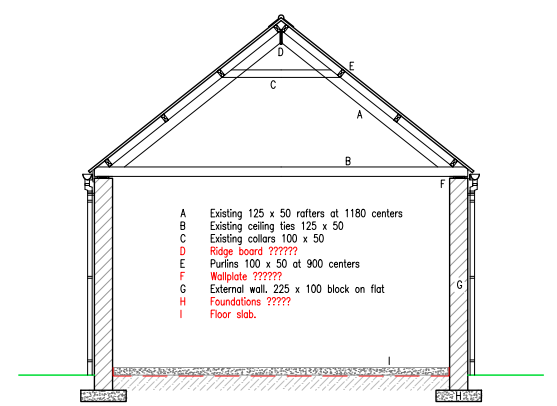 D
E
C
A
B
F
A Existing 125 x 50 rafters at 1180 centers
B Existing ceiling ties 125 x 50
C Existing collars 100 x 50
D Ridge board ??????
E Purlins 100 x 50 at 900 centers
F Wallplate ??????
G External wall. 225 x 100 block on flat
H Foundations ?????
I Floor slab.
G
I
H